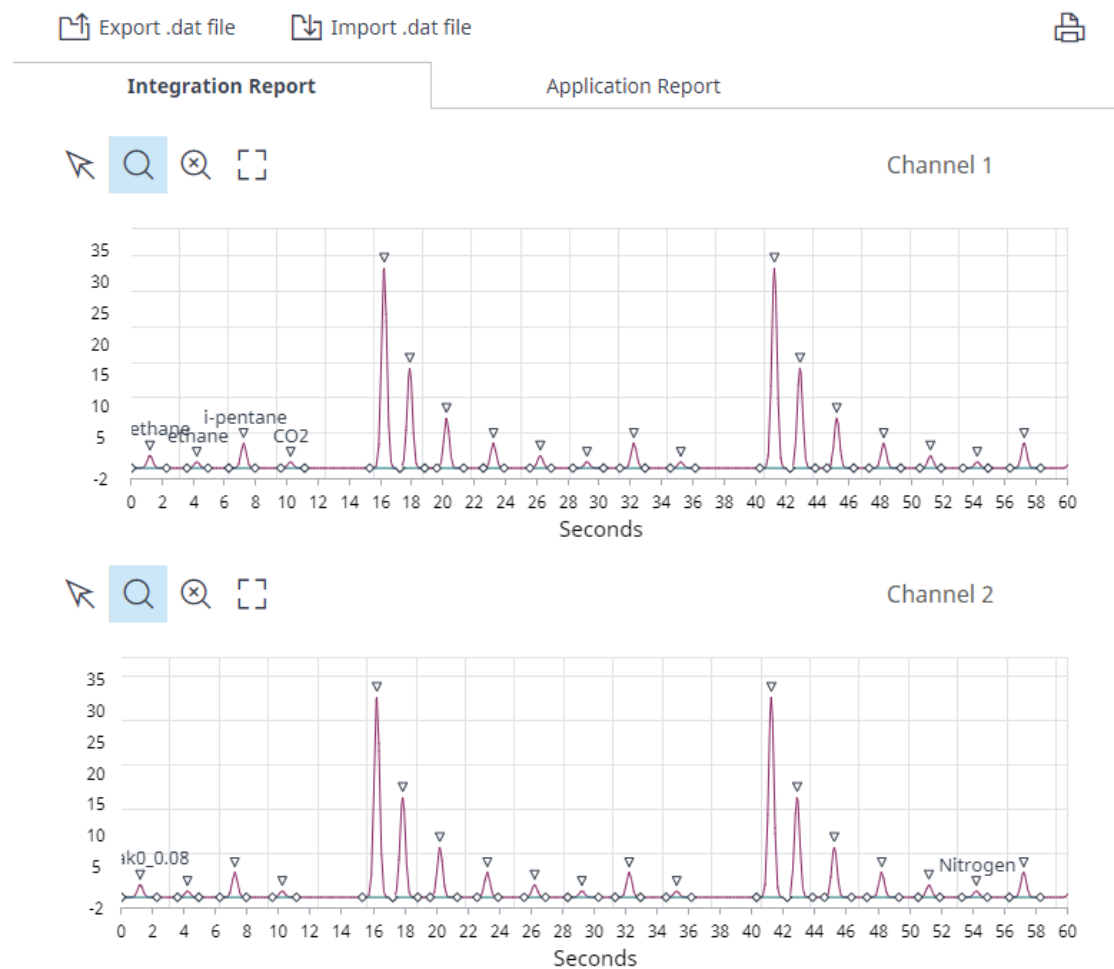 Export .dat file Import .dat file
Integration Report Application Report
Channel 1
35
30
25
20
15
10
5
-2
i-pentane
ethane
ethane CO2
0 2 4 6 8 10 12 14 16 18 20 22 24 26 28 30 32 34 36 38 40 42 44 46 48 50 52 54 56 58 60
Seconds
Channel 2
35
30
25
20
15
10
5
-2
ak0_0.08
Nitrogen
0 2 4 6 8 10 12 14 16 18 20 22 24 26 28 30 32 34 36 38 40 42 44 46 48 50 52 54 56 58 60
Seconds